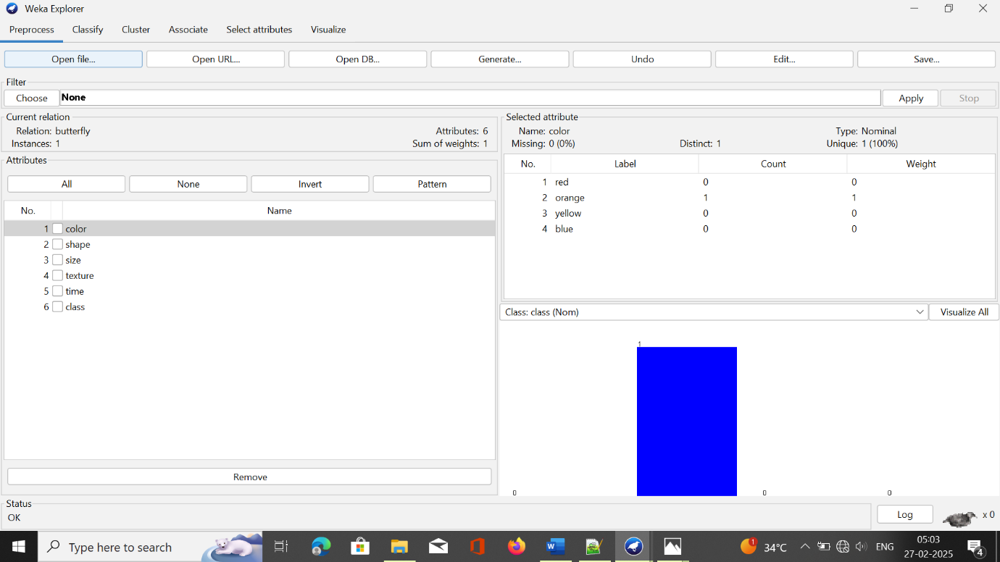 Weka Explorer
Preprocess Classify Cluster Associate Select attributes Visualize
Open file... Open URL... Open DB... Generate... Undo Edit... Save...
Filter
Choose None Apply Stop
Current relation
Relation: butterfly Attributes: 6
Instances: 1 Sum of weights: 1
Attributes
All None Invert Pattern
No. Name
1 color
2 shape
3 size
4 texture
5 time
6 class
Remove
Selected attribute
Name: color Type: Nominal
Missing: 0 (0%) Distinct: 1 Unique: 1 (100%)
No. Label Count Weight
1 red 0 0
2 orange 1 1
3 yellow 0 0
4 blue 0 0
Class: class (Nom) Visualize All
1
0 0 0
Status
OK
Log x 0
Type here to search 1 34°C ENG 05:03
27-02-2025 4